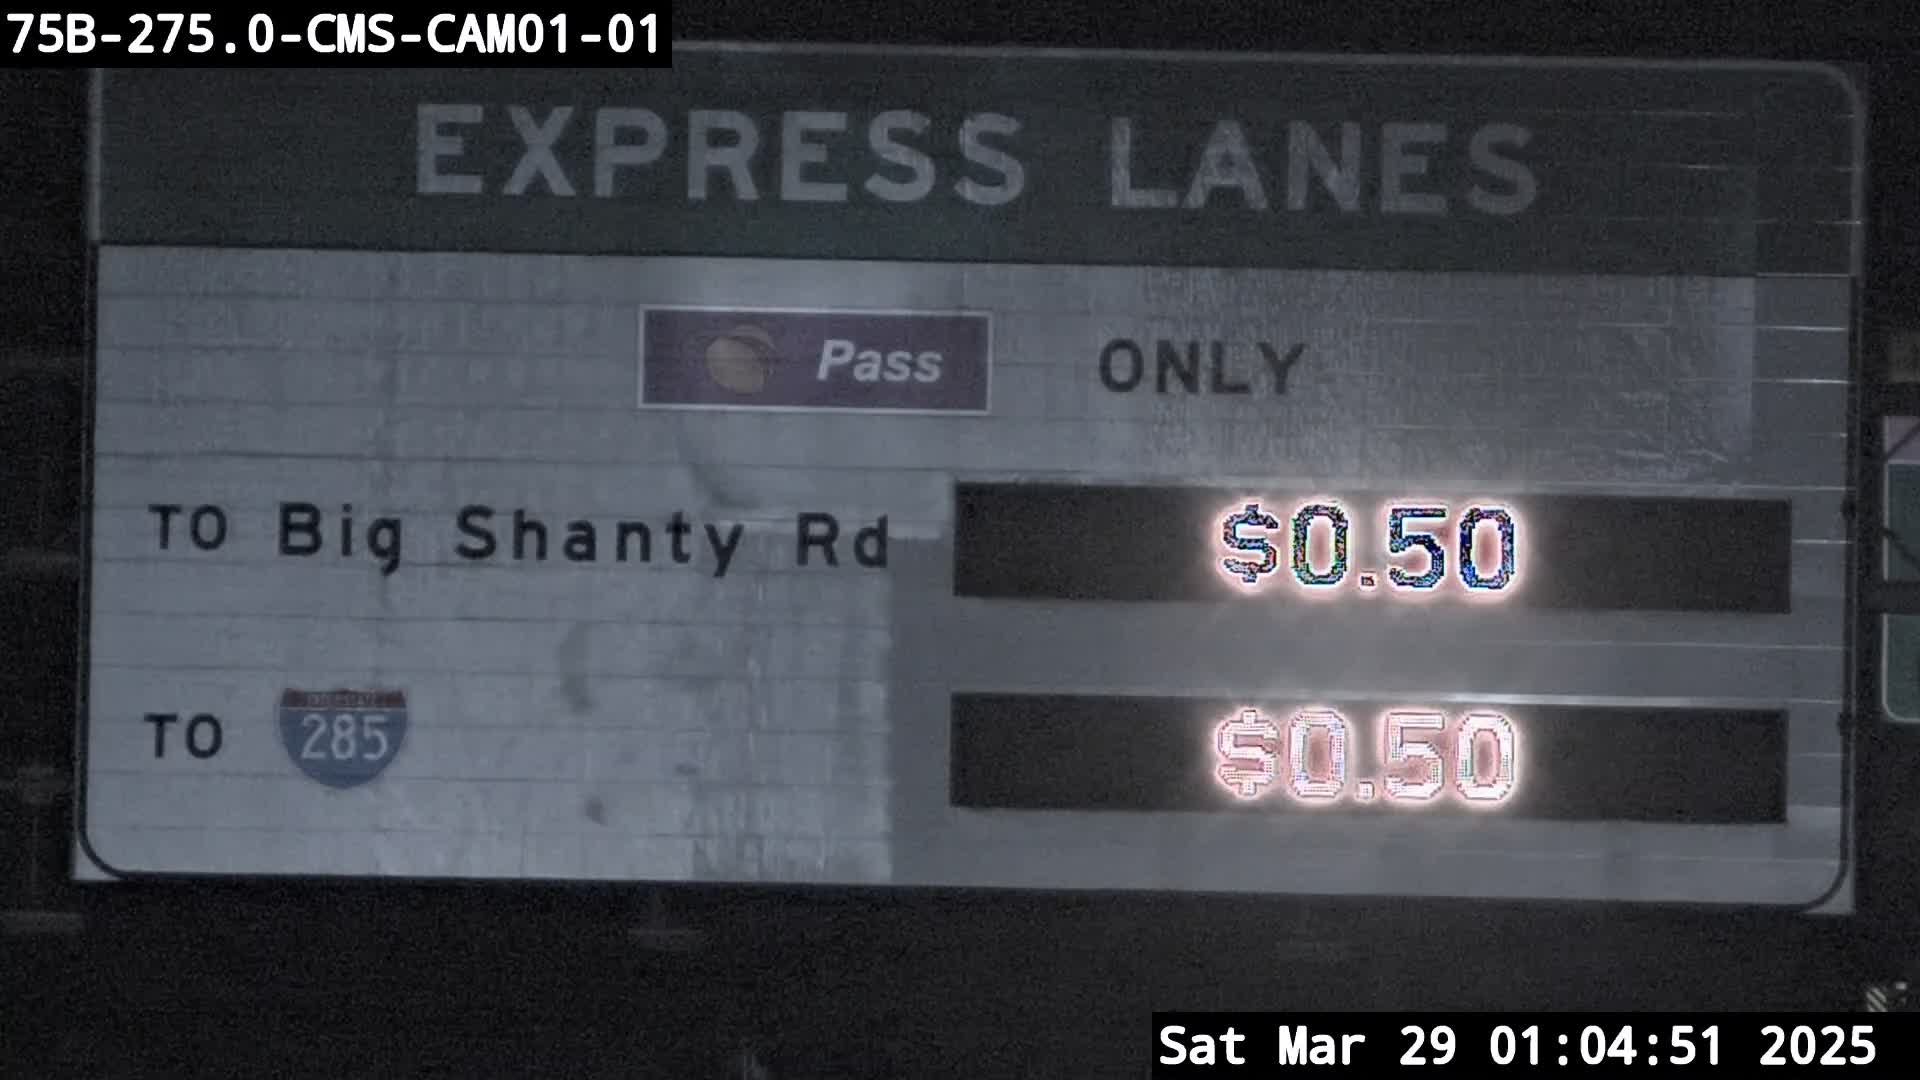 75B-275.0-CMS-CAM01-01
EXPRESS LANES
Pass ONLY
TO Big Shanty Rd $0.50
TO 285 $0.50
Sat Mar 29 01:04:51 2025